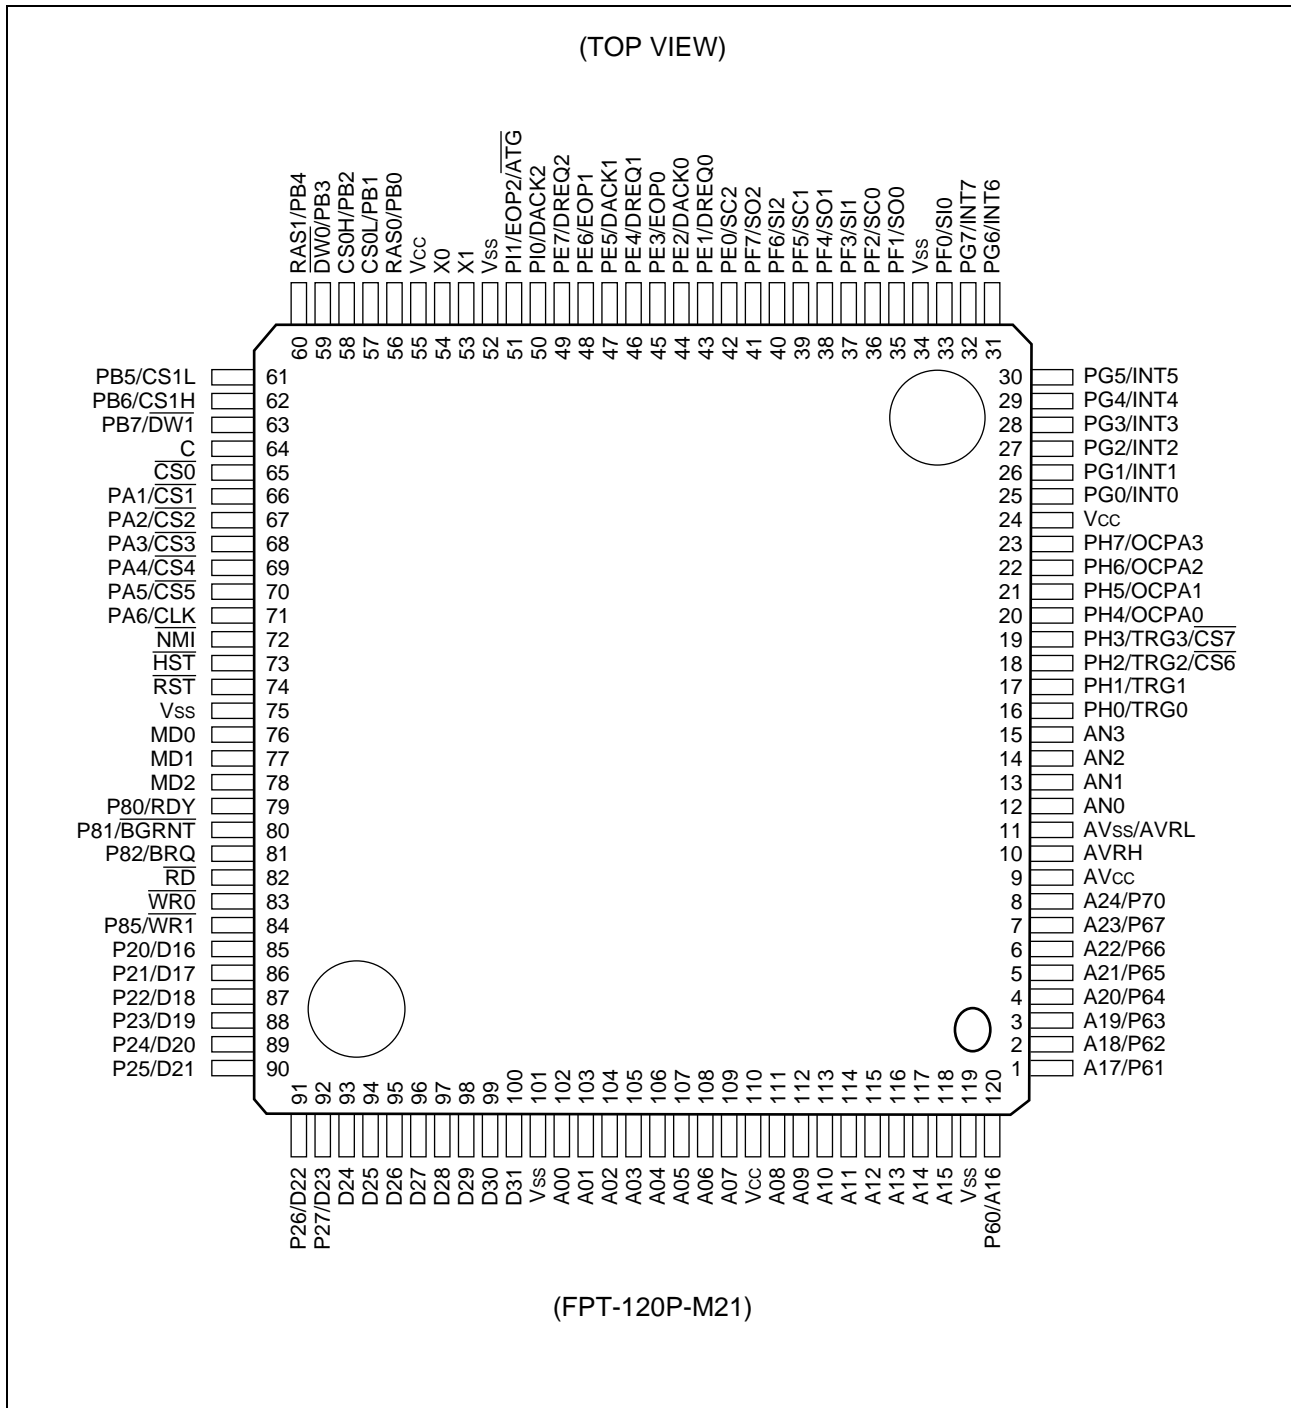 (TOP VIEW)
RAS1/PB4
DW0/PB3
CS0H/PB2
CS0L/PB1
RAS0/PB0
Vcc
X0
X1
Vss
PI1/EOP2/ATG
PI0/DACK2
PE7/DREQ2
PE6/EOP1
PE5/DACK1
PE4/DREQ1
PE3/EOP0
PE2/DACK0
PE1/DREQ0
PE0/SC2
PF7/SO2
PF6/SI2
PF5/SC1
PF4/SO1
PF3/SI1
PF2/SC0
PF1/SO0
Vss
PF0/SI0
PG7/INT7
PG6/INT6
60
59
58
57
56
55
54
53
52
51
50
49
48
47
46
45
44
43
42
41
40
39
38
37
36
35
34
33
32
31
PB5/CS1L 61
PB6/CS1H 62
PB7/DW1 63
C 64
CS0 65
PA1/CS1 66
PA2/CS2 67
PA3/CS3 68
PA4/CS4 69
PA5/CS5 70
PA6/CLK 71
NMI 72
HST 73
RST 74
Vss 75
MD0 76
MD1 77
MD2 78
P80/RDY 79
P81/BGRNT 80
P82/BRQ 81
RD 82
WR0 83
P85/WR1 84
P20/D16 85
P21/D17 86
P22/D18 87
P23/D19 88
P24/D20 89
P25/D21 90
30 PG5/INT5
29 PG4/INT4
28 PG3/INT3
27 PG2/INT2
26 PG1/INT1
25 PG0/INT0
24 Vcc
23 PH7/OCPA3
22 PH6/OCPA2
21 PH5/OCPA1
20 PH4/OCPA0
19 PH3/TRG3/CS7
18 PH2/TRG2/CS6
17 PH1/TRG1
16 PH0/TRG0
15 AN3
14 AN2
13 AN1
12 AN0
11 AVss/AVRL
10 AVRH
9 AVcc
8 A24/P70
7 A23/P67
6 A22/P66
5 A21/P65
4 A20/P64
3 A19/P63
2 A18/P62
1 A17/P61
91
92
93
94
95
96
97
98
99
100
101
102
103
104
105
106
107
108
109
110
111
112
113
114
115
116
117
118
119
120
P26/D22
P27/D23
D24
D25
D26
D27
D28
D29
D30
D31
Vss
A00
A01
A02
A03
A04
A05
A06
A07
Vcc
A08
A09
A10
A11
A12
A13
A14
A15
Vss
P60/A16
(FPT-120P-M21)